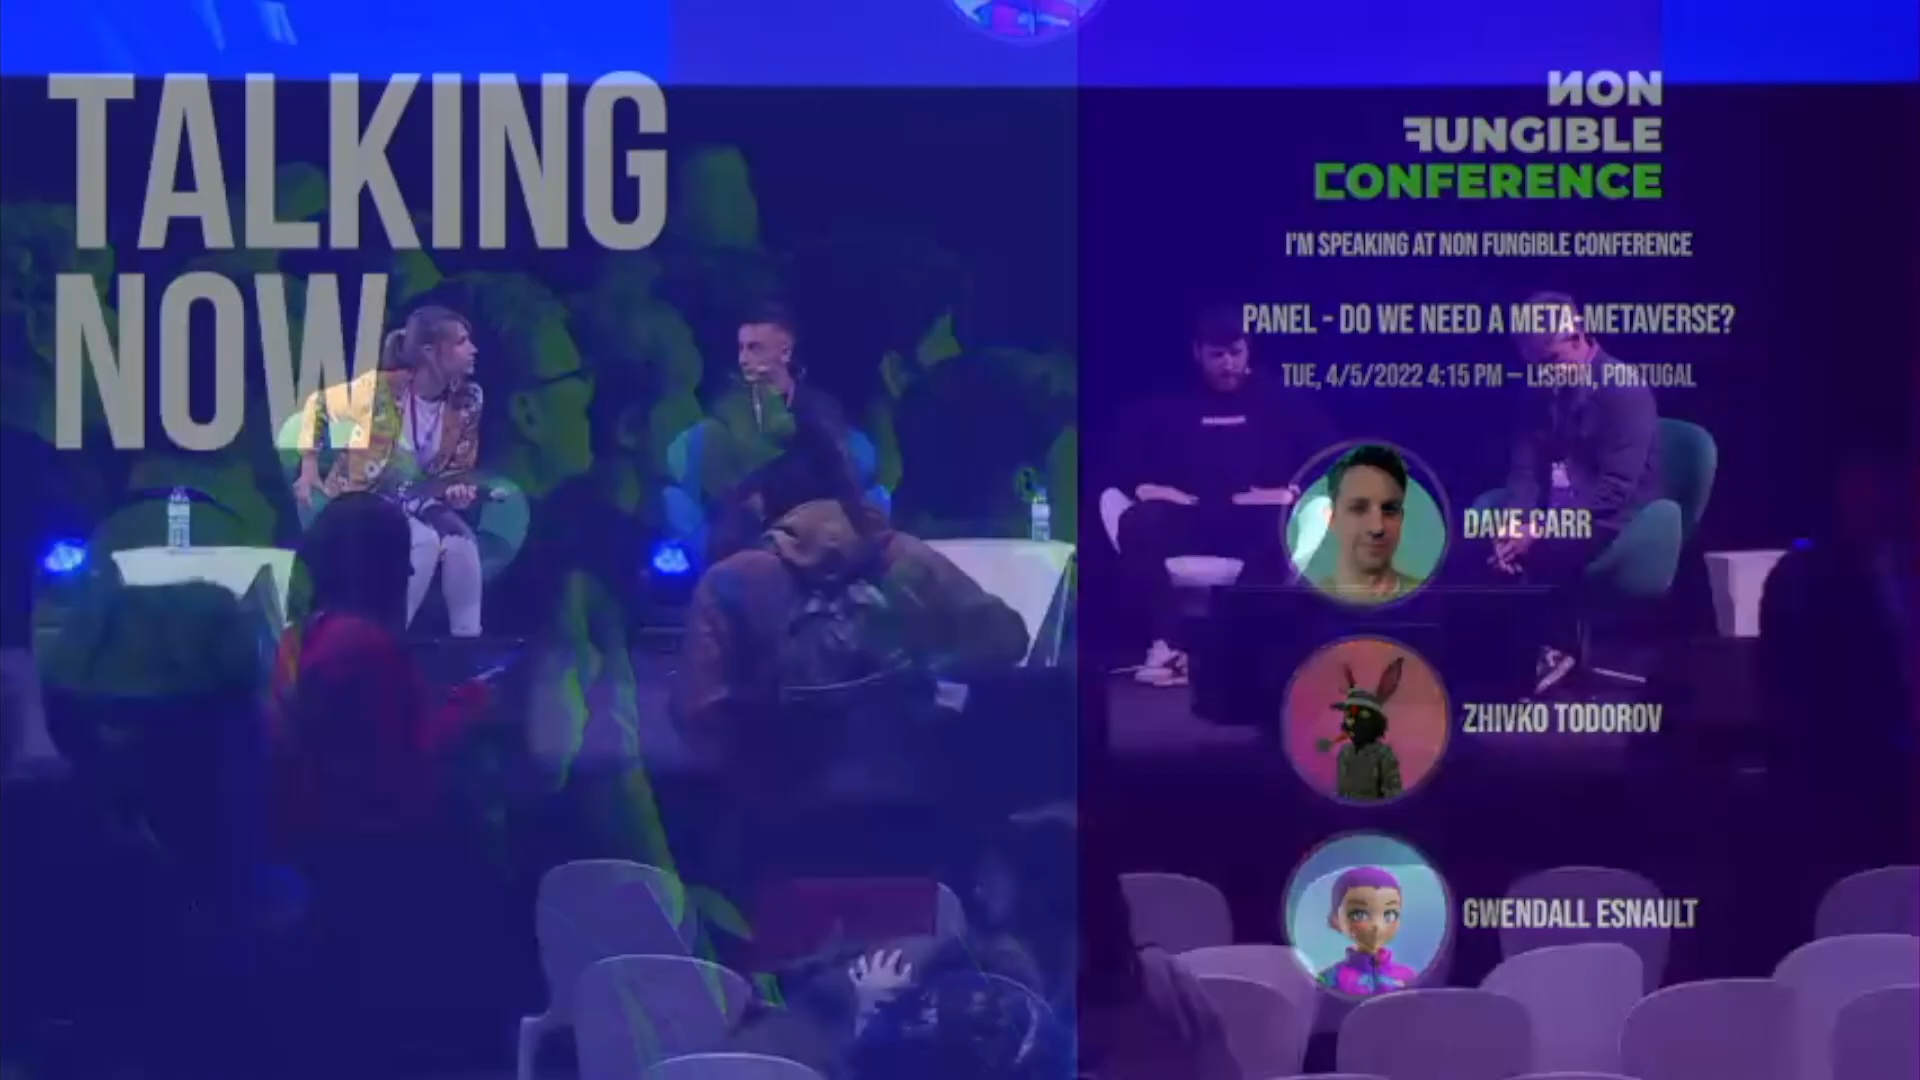 TALKING
NOW
NON
FUNGIBLE
CONFERENCE
I'M SPEAKING AT NON FUNGIBLE CONFERENCE
PANEL - DO WE NEED A META-METAVERSE?
TUE, 4/5/2022 4:15 PM – LISBON, PORTUGAL
DAVE CARR
ZHIVKO TODOROV
GWENDALL ESNAULT